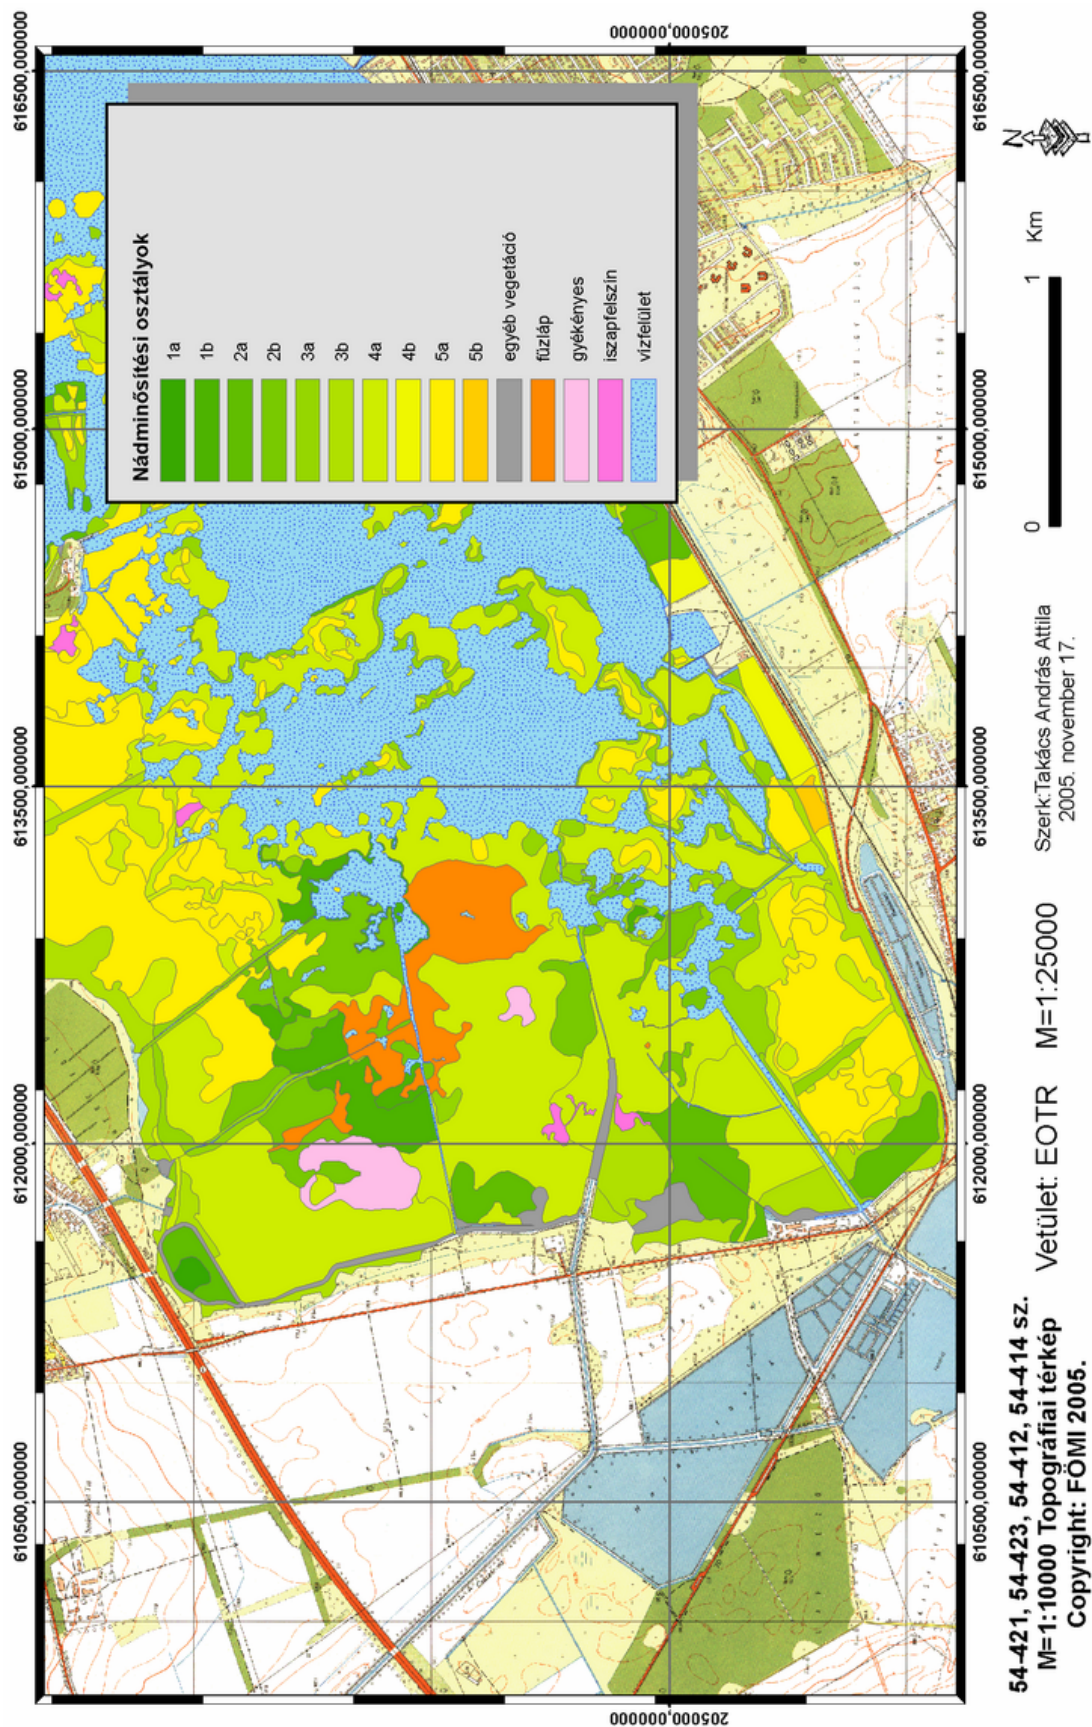 616500,000000
615000,000000
613500,000000
612000,000000
610500,000000
205000,000000
205000,000000
Nádminősítési osztályok
1a
1b
2a
2b
3a
3b
4a
4b
5a
5b
egyéb vegetáció
fűzláp
gyékényes
iszapfelszín
vízfelület
610500,000000
612000,000000
613500,000000
615000,000000
616500,000000
54-421, 54-423, 54-412, 54-414 sz.
M=1:10000 Topográfiai térkép
Copyright: FÖMI 2005.
Vetület: EOTR
M=1:25000
Szerk:Takács András Attila
2005. november 17.
0
1
Km
N